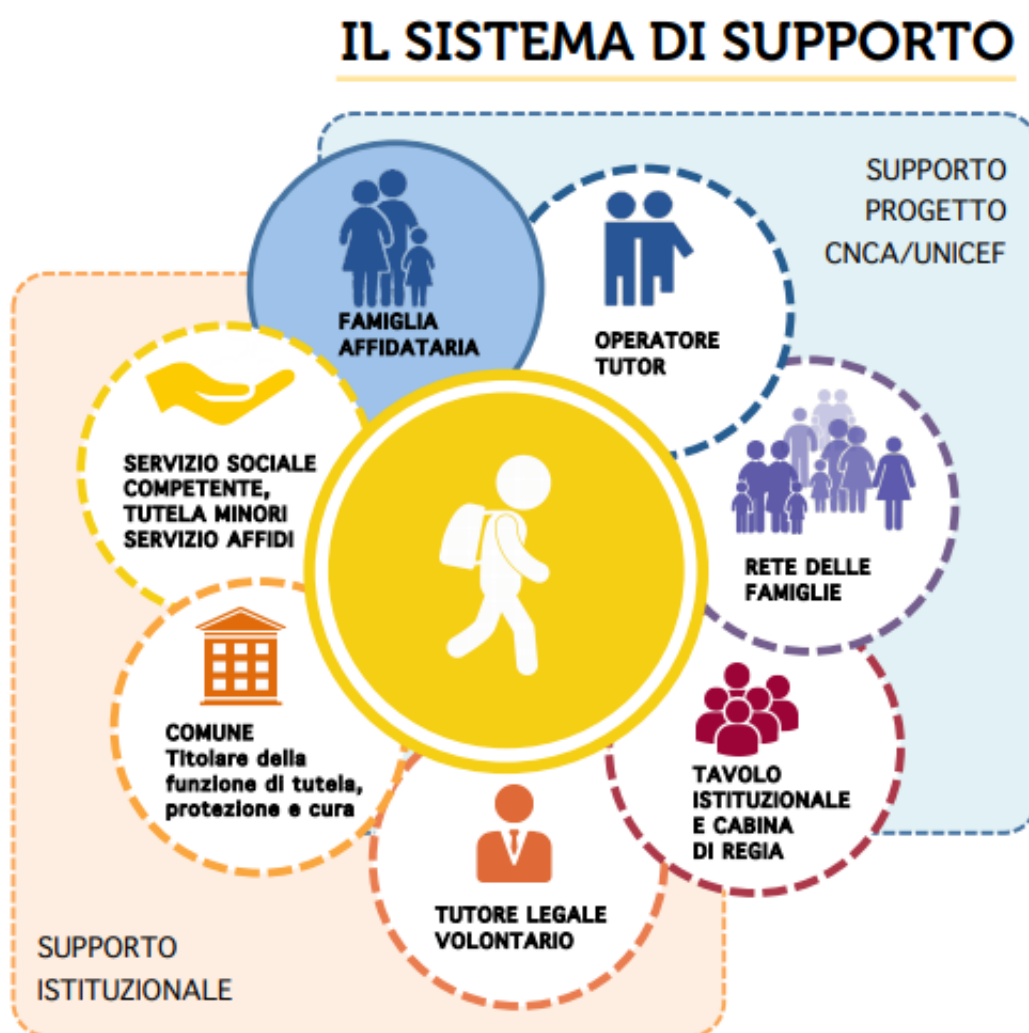 IL SISTEMA DI SUPPORTO
SUPPORTO
PROGETTO
CNCA/UNICEF
FAMIGLIA
AFFIDATARIA
OPERATORE
TUTOR
SERVIZIO SOCIALE
COMPETENTE,
TUTELA MINORI
SERVIZIO AFFIDI
RETE DELLE
FAMIGLIE
COMUNE
Titolare della
funzione di tutela,
protezione e cura
TAVOLO
ISTITUZIONALE
E CABINA
DI REGIA
TUTORE LEGALE
VOLONTARIO
SUPPORTO
ISTITUZIONALE